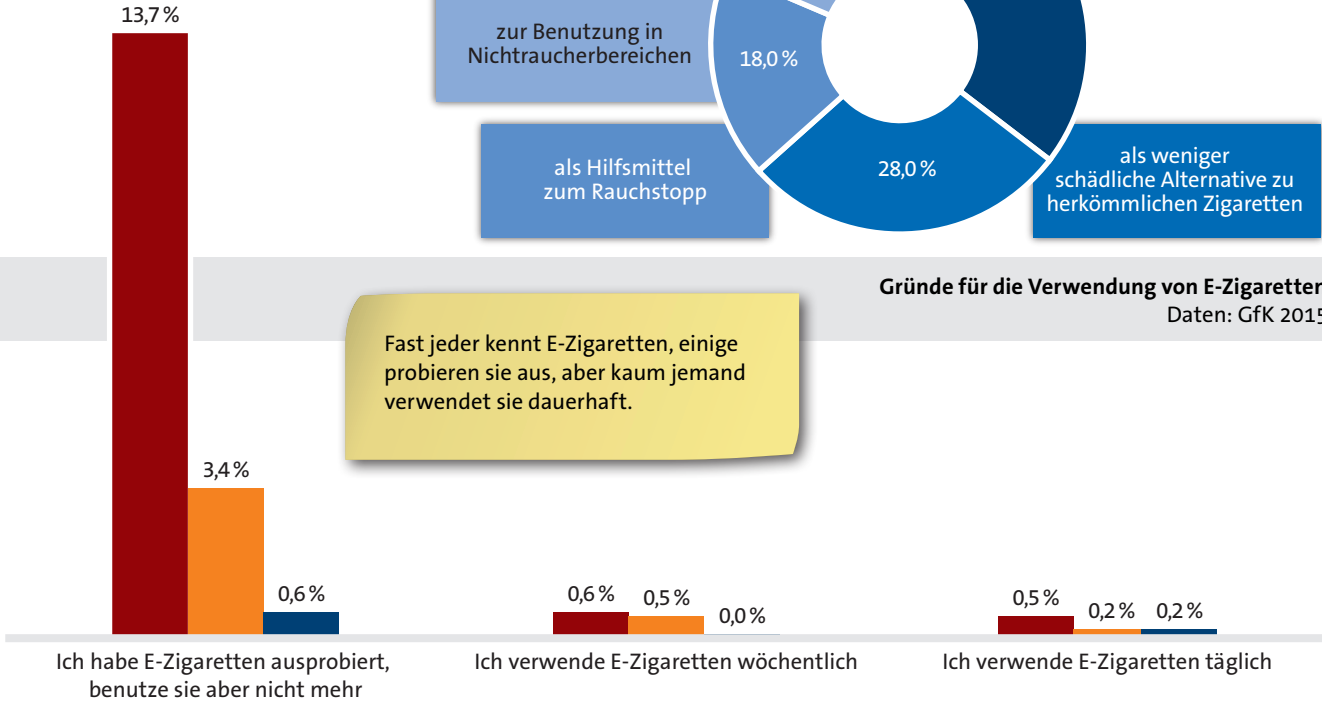 13,7 %
zur Benutzung in
Nichtraucherbereichen
18,0 %
als Hilfsmittel
zum Rauchstopp
28,0 %
als weniger
schädliche Alternative zu
herkömmlichen Zigaretten
Gründe für die Verwendung von E-Zigaretten
Daten: GfK 2015
Fast jeder kennt E-Zigaretten, einige
probieren sie aus, aber kaum jemand
verwendet sie dauerhaft.
3,4 %
0,6 %
0,6 %
0,5 %
0,0 %
0,5 %
0,2 %
0,2 %
Ich habe E-Zigaretten ausprobiert,
benutze sie aber nicht mehr
Ich verwende E-Zigaretten wöchentlich
Ich verwende E-Zigaretten täglich